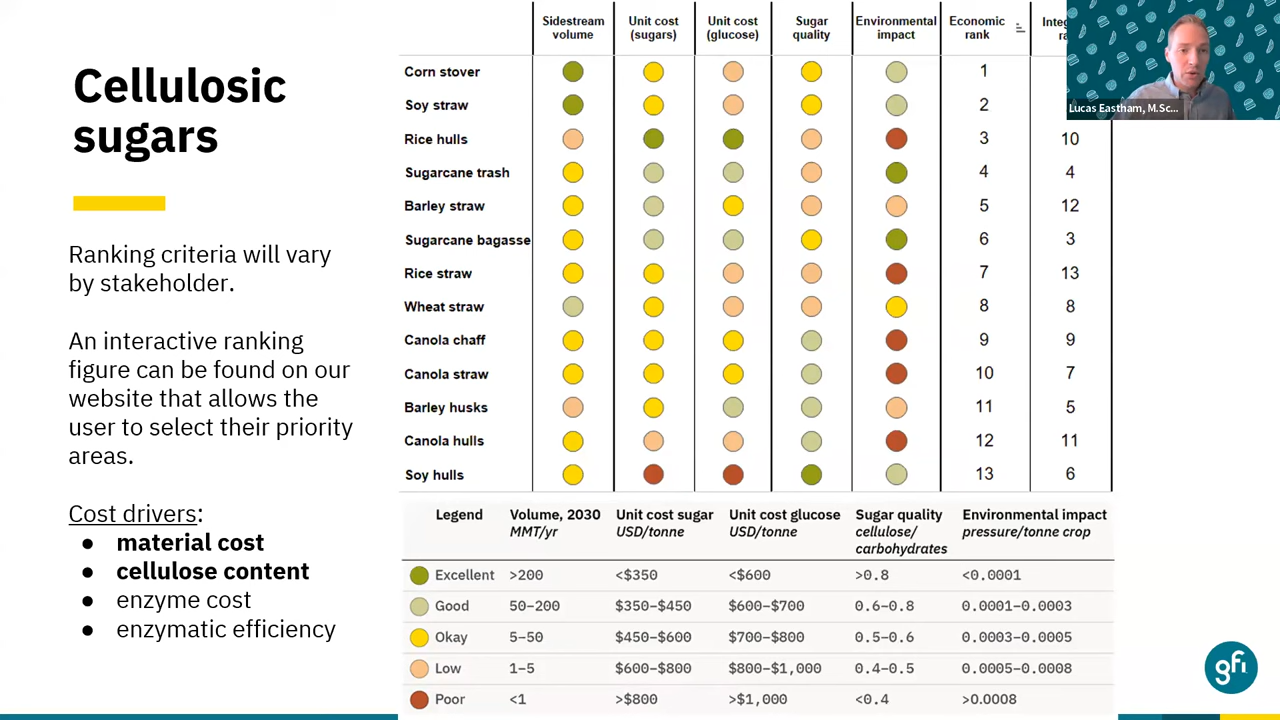 Cellulosic
sugars
Ranking criteria will vary
by stakeholder.
An interactive ranking
figure can be found on our
website that allows the
user to select their priority
areas.
Cost drivers:
● material cost
● cellulose content
● enzyme cost
● enzymatic efficiency
Sidestream volume Unit cost (sugars) Unit cost (glucose) Sugar quality Environmental impact Economic rank
Corn stover 1
Soy straw 2
Rice hulls 3 10
Sugarcane trash 4 4
Barley straw 5 12
Sugarcane bagasse 6 3
Rice straw 7 13
Wheat straw 8 8
Canola chaff 9 9
Canola straw 10 7
Barley husks 11 5
Canola hulls 12 11
Soy hulls 13 6
Legend Volume, 2030 MMT/yr Unit cost sugar USD/tonne Unit cost glucose USD/tonne Sugar quality cellulose/ carbohydrates Environmental impact pressure/tonne crop
Excellent >200 <$350 <$600 >0.8 <0.0001
Good 50-200 $350-$450 $600-$700 0.6-0.8 0.0001-0.0003
Okay 5-50 $450-$600 $700-$800 0.5-0.6 0.0003-0.0005
Low 1-5 $600-$800 $800-$1,000 0.4-0.5 0.0005-0.0008
Poor <1 >$800 >$1,000 <0.4 >0.0008
Lucas Eastham, M.Sc...
gfi